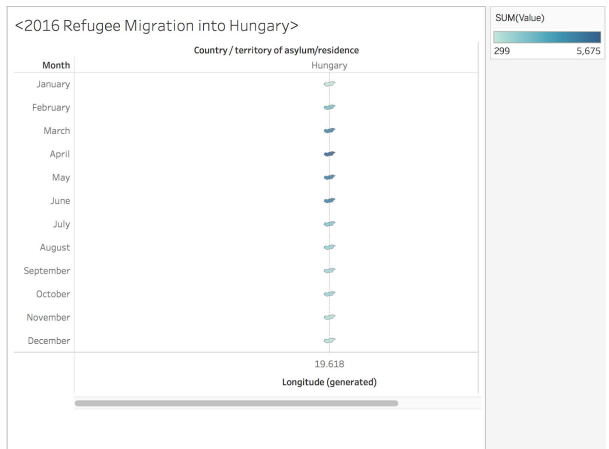 <2016 Refugee Migration into Hungary>
SUM(Value)
299 5,675
Country / territory of asylum/residence
Month Hungary
January
February
March
April
May
June
July
August
September
October
November
December
19.618
Longitude (generated)